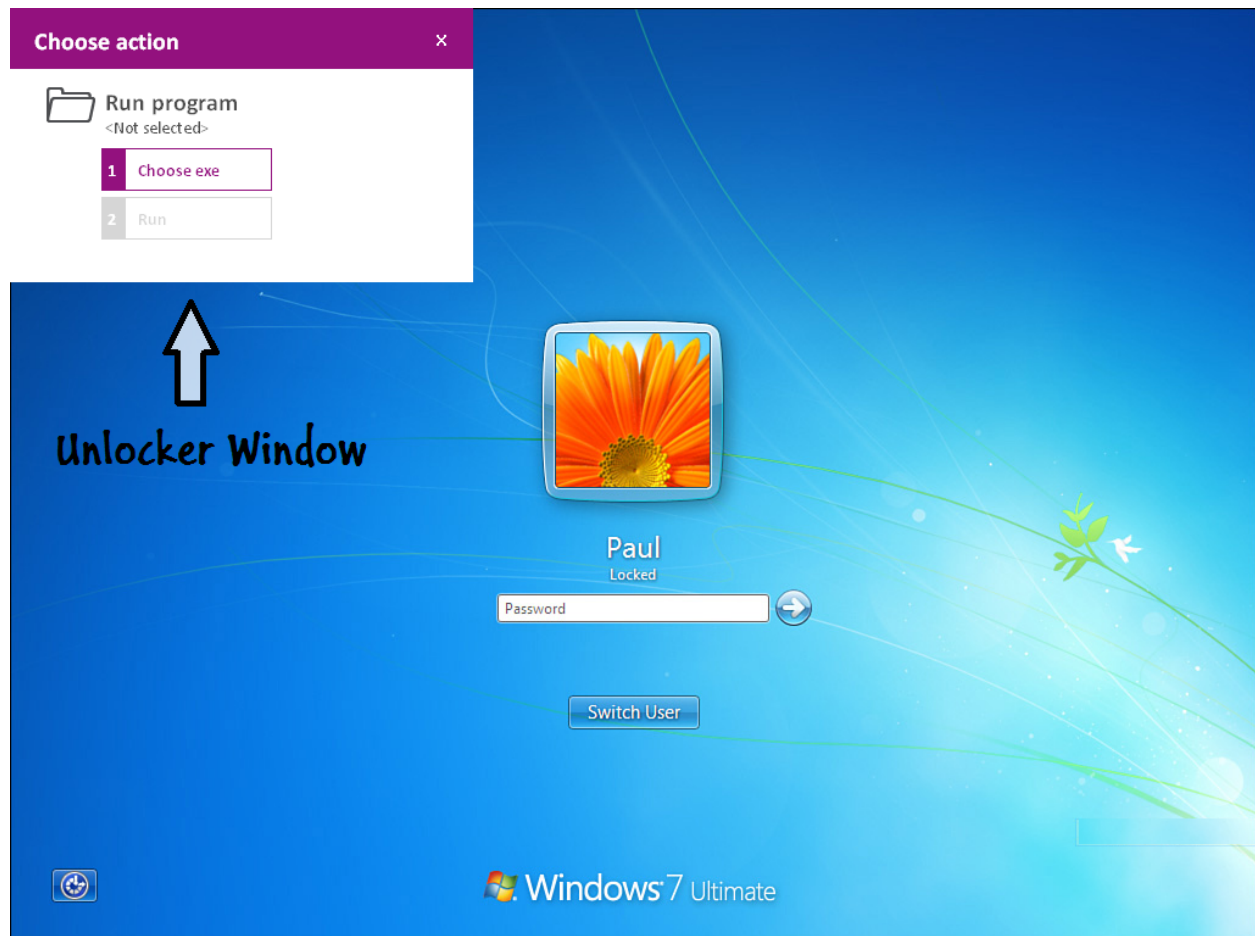 Choose action x
Run program
<Not selected>
1 Choose exe
2 Run
Unlocker Window
Paul
Locked
Password
Switch User
Windows 7 Ultimate